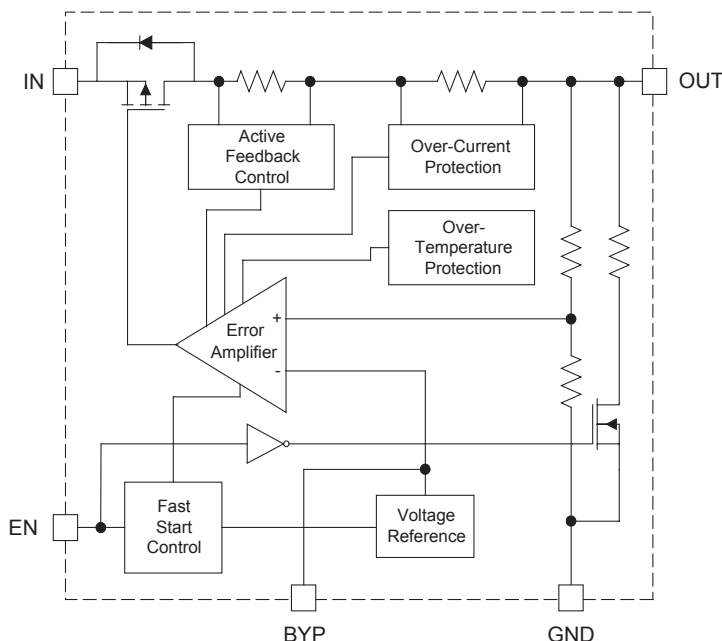 IN
OUT
Active
Feedback
Control
Over-Current
Protection
Over-
Temperature
Protection
+
Error
Amplifier
-
EN
Fast
Start
Control
Voltage
Reference
BYP
GND